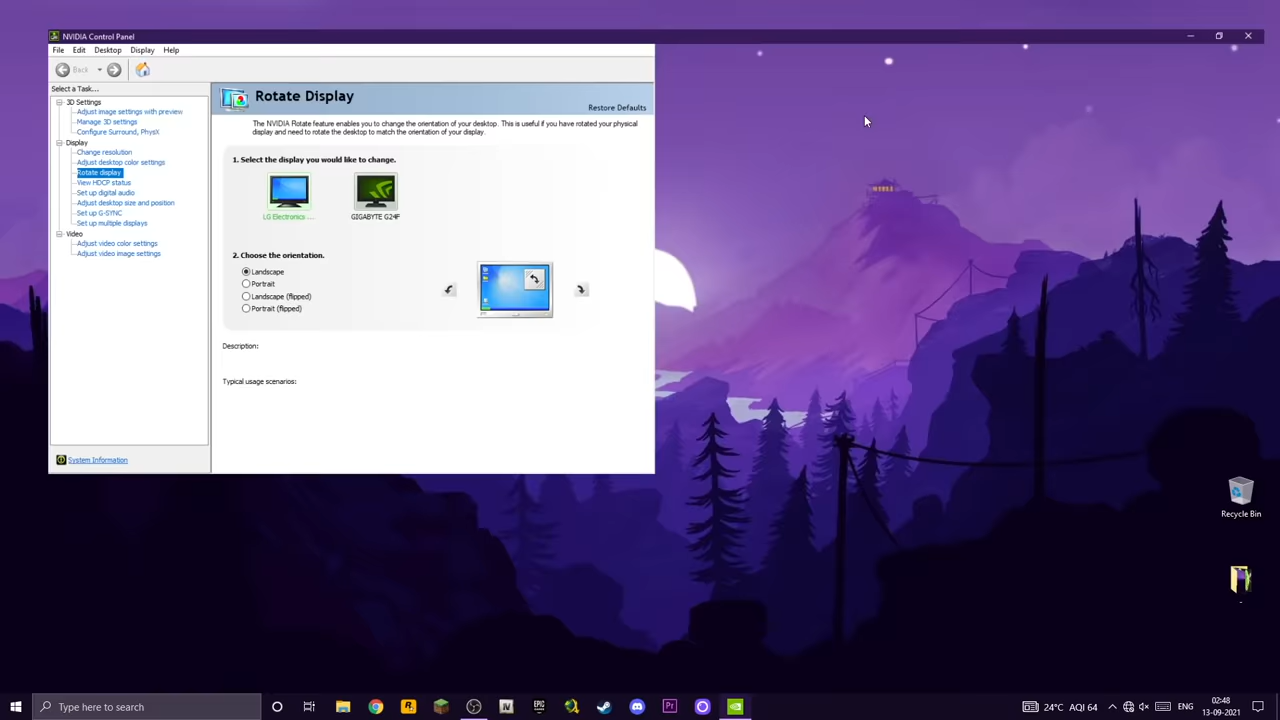 NVIDIA Control Panel
File Edit Desktop Display Help
Back
Select a Task...
3D Settings
Adjust image settings with preview
Manage 3D settings
Configure Surround, PhysX
Display
Change resolution
Adjust desktop color settings
Rotate display
View HDCP status
Set up digital audio
Adjust desktop size and position
Set up G-SYNC
Set up multiple displays
Video
Adjust video color settings
Adjust video image settings
System Information
Rotate Display
Restore Defaults
The NVIDIA Rotate feature enables you to change the orientation of your desktop. This is useful if you have rotated your physical
display and need to rotate the desktop to match the orientation of your display.
1. Select the display you would like to change.
LG Electronics ...
GIGABYTE G24F
2. Choose the orientation.
Landscape
Portrait
Landscape (flipped)
Portrait (flipped)
Description:
Typical usage scenarios:
Recycle Bin
Type here to search
EPIC
Pr
24°C AQI 64
ENG
02:48
13-09-2021